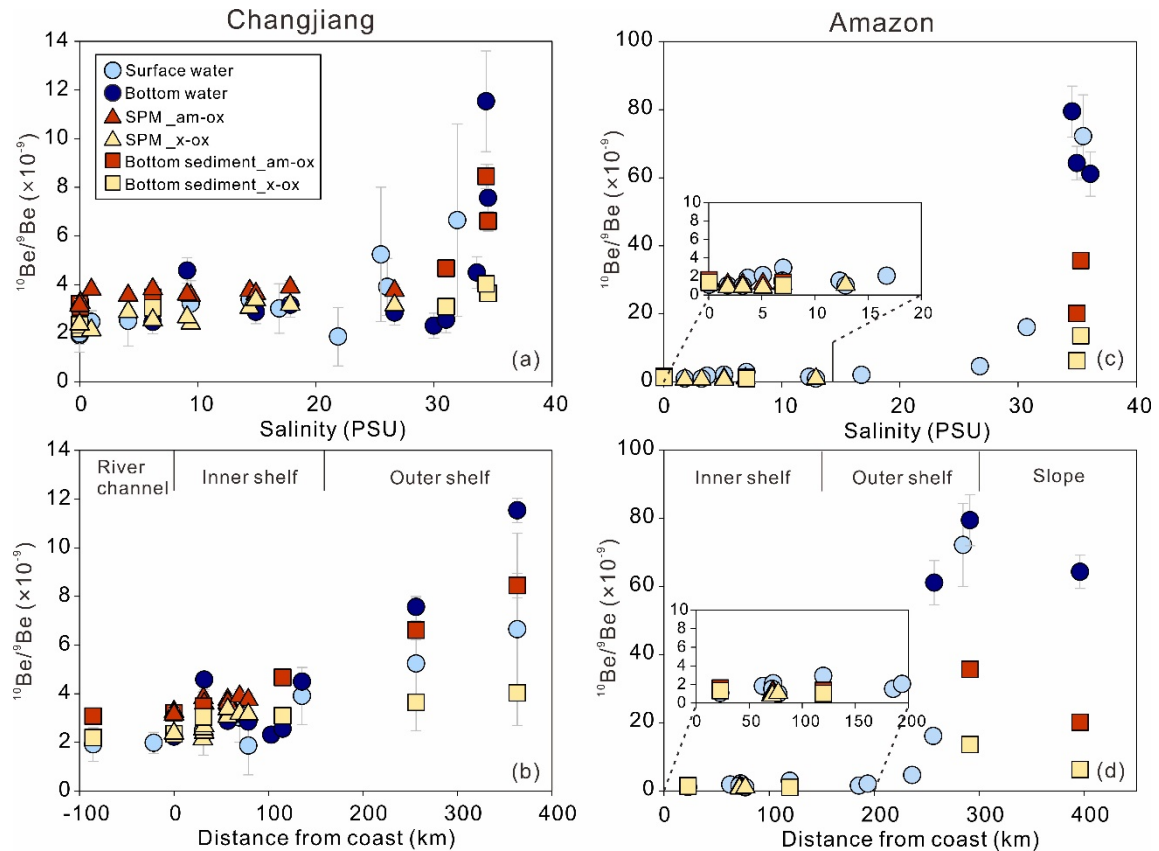 Changjiang
Amazon
14
12
10
8
6
4
2
0
¹⁰Be/⁹Be (×10⁻⁹)
Surface water
Bottom water
SPM _am-ox
SPM _x-ox
Bottom sediment_am-ox
Bottom sediment_x-ox
(a)
0 10 20 30 40
Salinity (PSU)
100
80
60
40
20
0
¹⁰Be/⁹Be (×10⁻⁹)
10
8
6
4
2
0
0 5 10 15 20
(c)
0 10 20 30 40
Salinity (PSU)
14
12
10
8
6
4
2
0
¹⁰Be/⁹Be (×10⁻⁹)
River
channel
Inner shelf
Outer shelf
(b)
-100 0 100 200 300 400
Distance from coast (km)
100
80
60
40
20
0
¹⁰Be/⁹Be (×10⁻⁹)
Inner shelf
Outer shelf
Slope
10
8
6
4
2
0
0 50 100 150 200
(d)
0 100 200 300 400
Distance from coast (km)